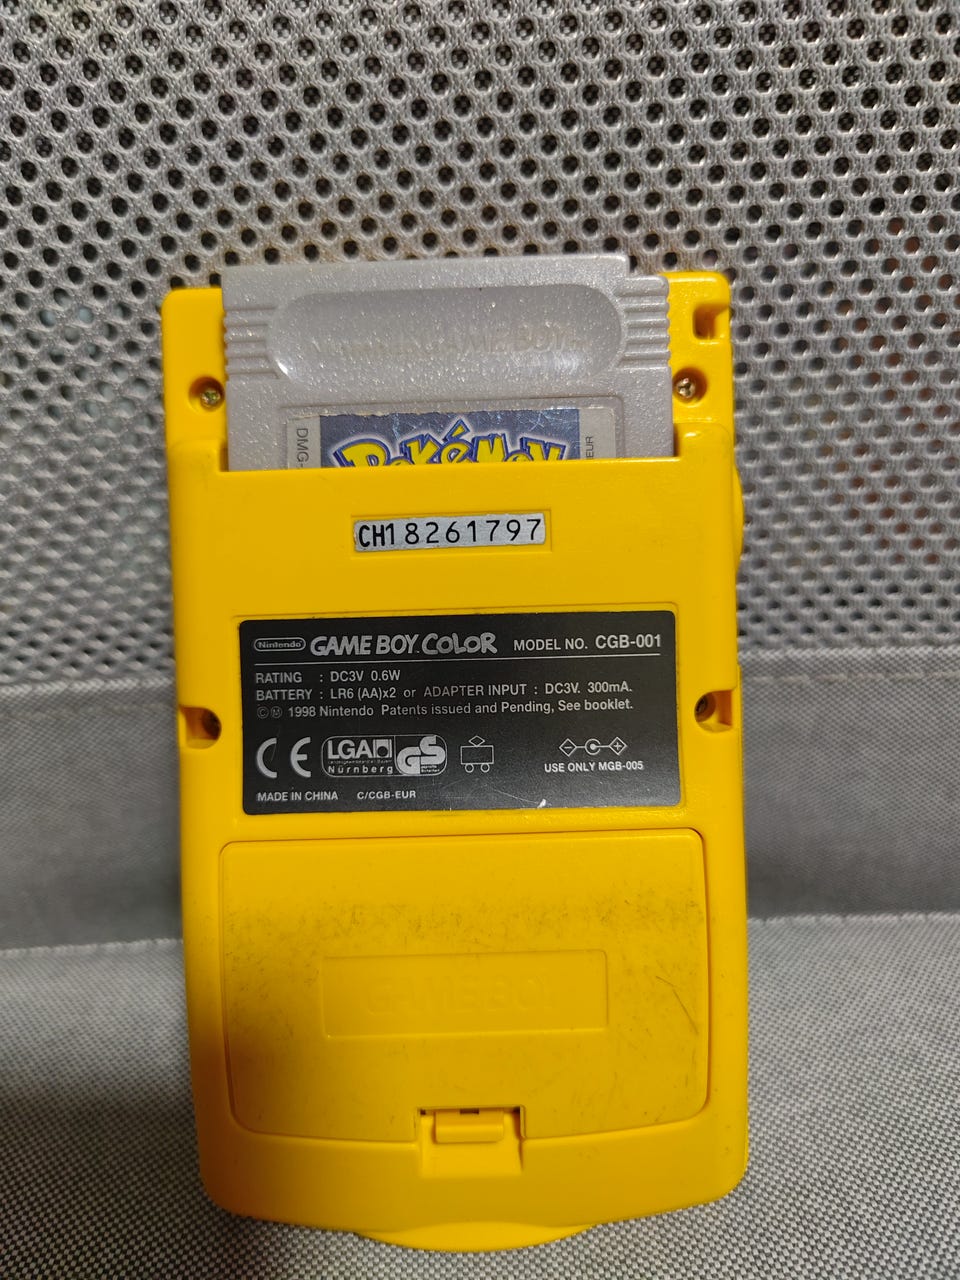 Nintendo GAME BOY
DMG-
Pokémon
EUR
CH18261797
Nintendo GAME BOY COLOR MODEL NO. CGB-001
RATING : DC3V 0.6W
BATTERY : LR6 (AA)x2 or ADAPTER INPUT : DC3V. 300mA.
©Ⓜ 1998 Nintendo Patents issued and Pending, See booklet.
CE LGA GS
Nürnberg
USE ONLY MGB-005
MADE IN CHINA C/CGB-EUR
GAME BOY